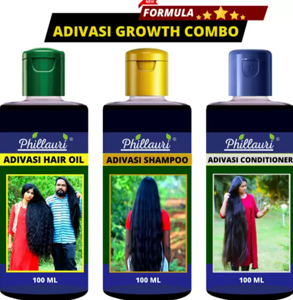 NEW
FORMULA
ADIVASI GROWTH COMBO
Phillauri®
ADIVASI HAIR OIL
100 ML
Phillauri®
ADIVASI SHAMPOO
100 ML
Phillauri®
ADIVASI CONDITIONER
100 ML